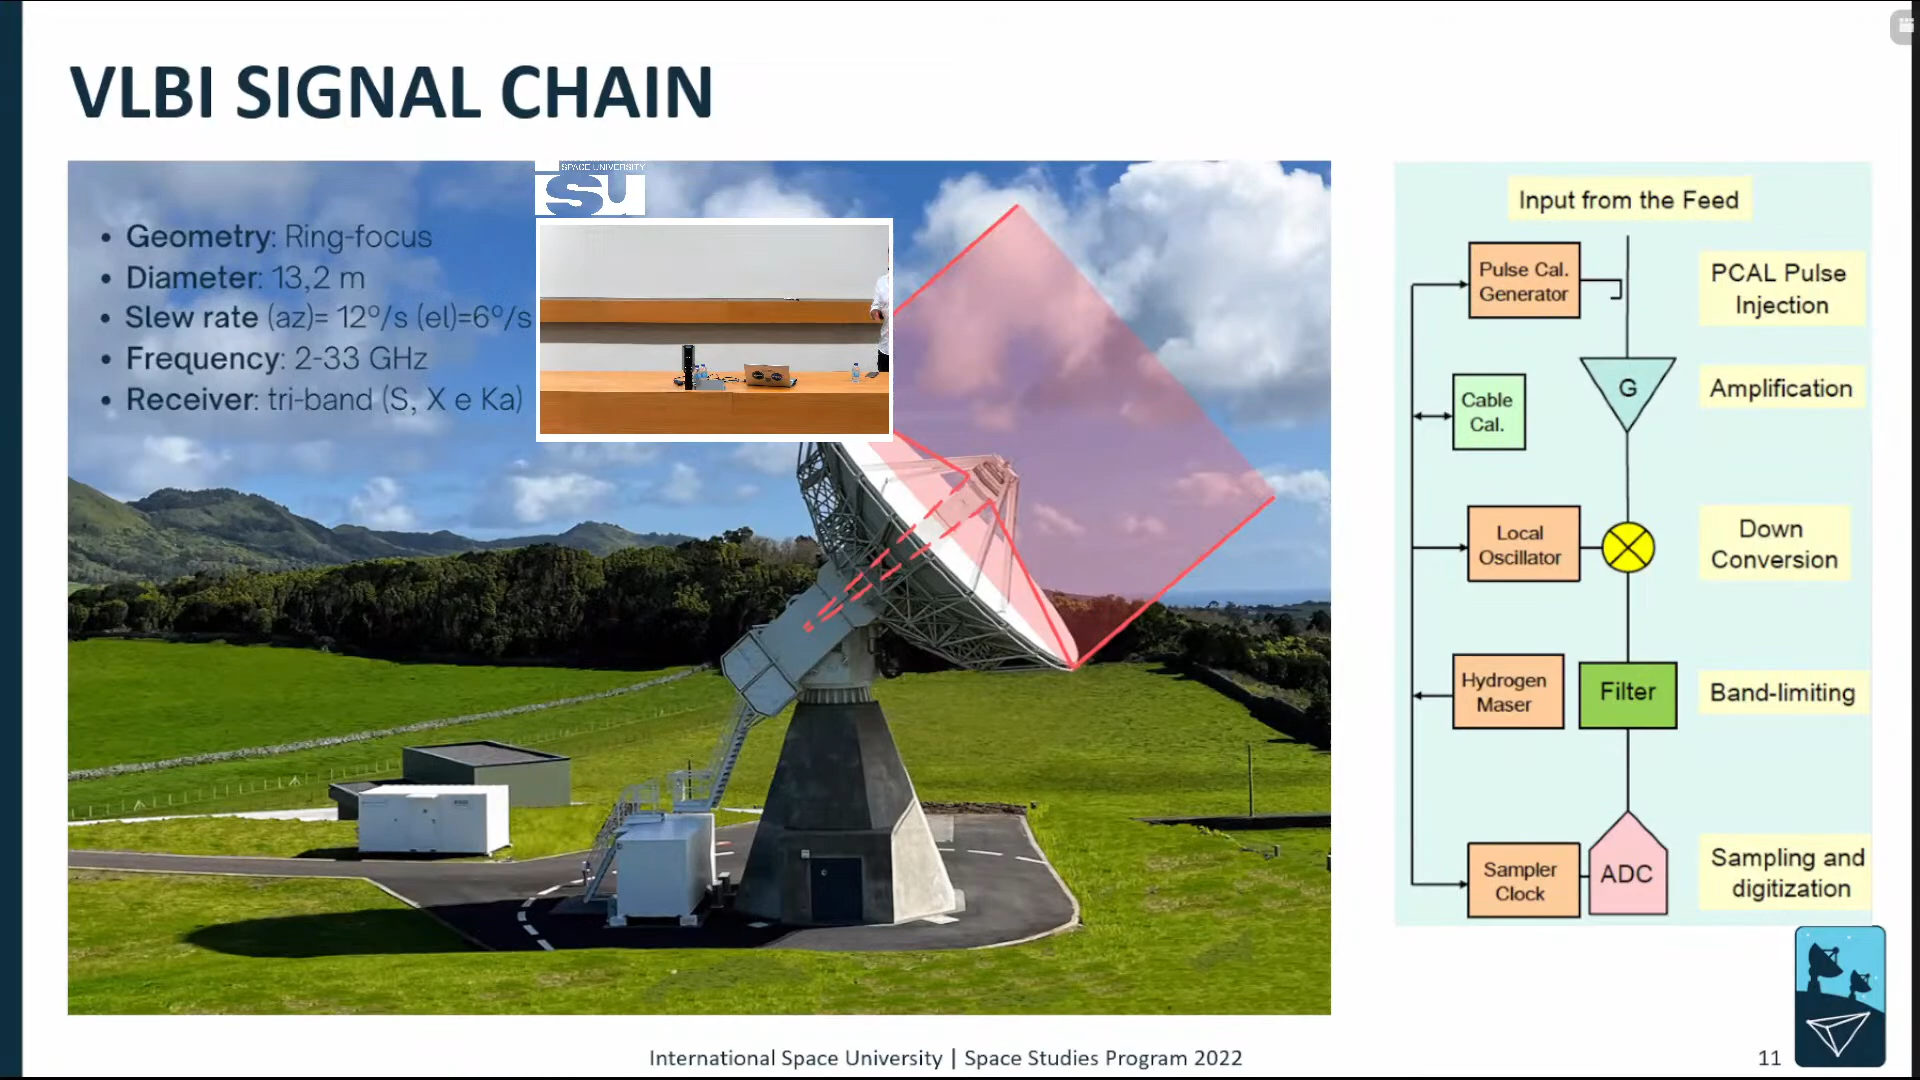 VLBI SIGNAL CHAIN
SPACE UNIVERSITY
SU
• Geometry: Ring-focus
• Diameter: 13,2 m
• Slew rate (az)= 12º/s (el)=6º/s
• Frequency: 2-33 GHz
• Receiver: tri-band (S, X e Ka)
Input from the Feed
Pulse Cal.
Generator
PCAL Pulse
Injection
G
Amplification
Cable
Cal.
Local
Oscillator
Down
Conversion
Hydrogen
Maser
Filter
Band-limiting
Sampler
Clock
ADC
Sampling and
digitization
International Space University | Space Studies Program 2022
11